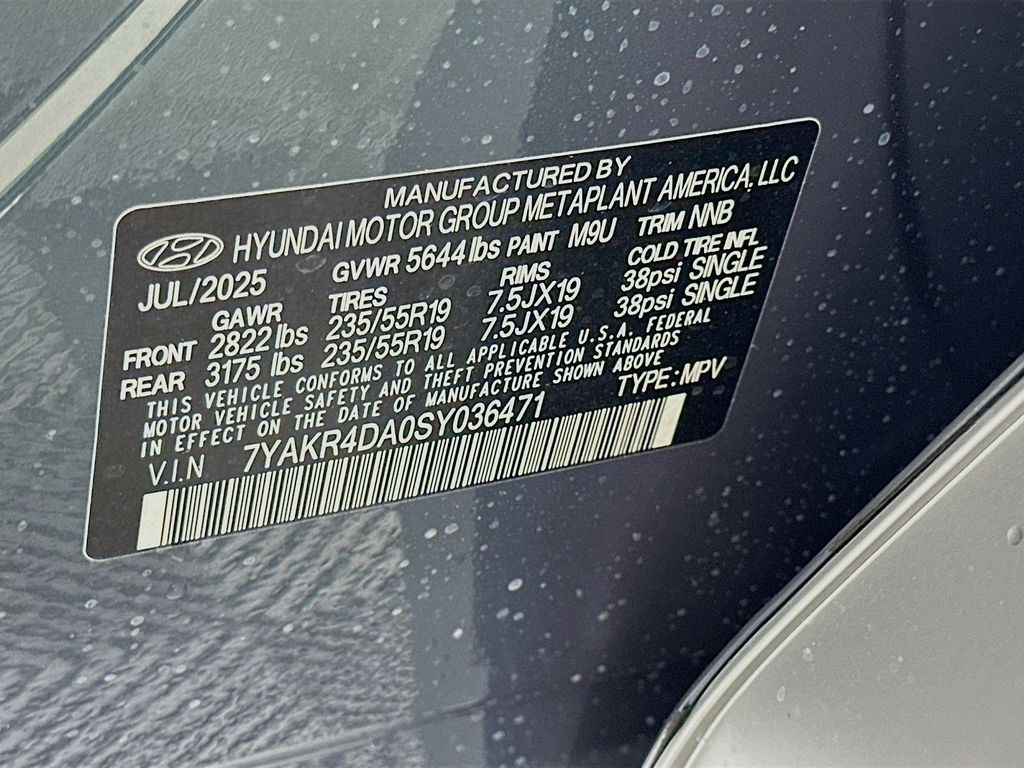 MANUFACTURED BY
HYUNDAI MOTOR GROUP METAPLANT AMERICA, LLC
JUL/2025 GVWR 5644 lbs PAINT M9U TRIM NNB
GAWR TIRES RIMS COLD TIRE INFL
FRONT 2822 lbs 235/55R19 7.5JX19 38psi SINGLE
REAR 3175 lbs 235/55R19 7.5JX19 38psi SINGLE
THIS VEHICLE CONFORMS TO ALL APPLICABLE U.S.A. FEDERAL
MOTOR VEHICLE SAFETY AND THEFT PREVENTION STANDARDS
IN EFFECT ON THE DATE OF MANUFACTURE SHOWN ABOVE
V.I.N 7YAKR4DA0SY036471 TYPE:MPV